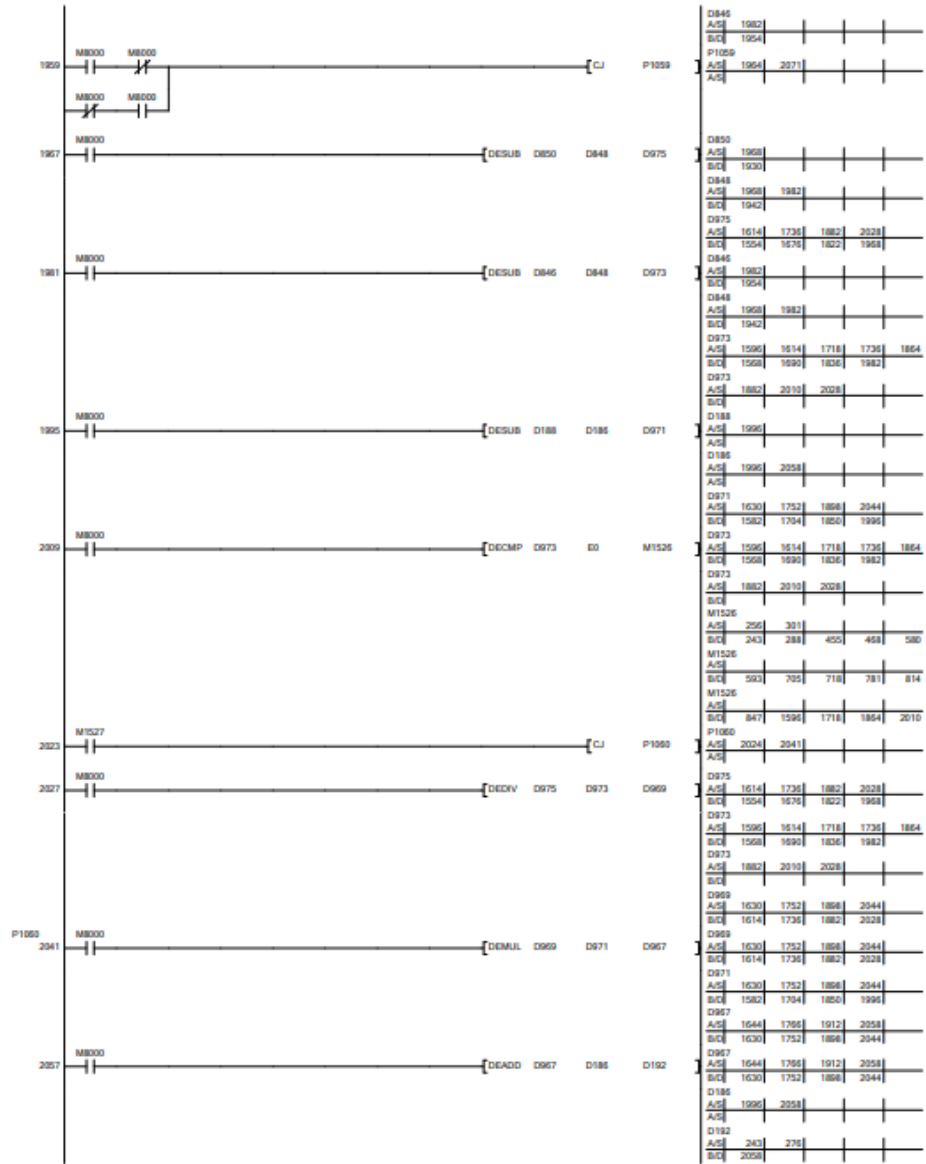 D846
A/S 1982
B/D 1954
M8000 M8000 P1059
1959 CJ P1059 A/S 1964 2071
A/S
M8000 M8000
M8000 D850
1967 DESUB D850 D848 D975 A/S 1968
B/D 1930
D848
A/S 1968 1982
B/D 1942
D975
A/S 1614 1736 1882 2028
B/D 1554 1676 1822 1968
M8000 D846
1981 DESUB D846 D848 D973 A/S 1982
B/D 1954
D848
A/S 1968 1982
B/D 1942
D973
A/S 1596 1614 1718 1736 1864
B/D 1568 1690 1836 1982
D973
A/S 1882 2010 2028
B/D
M8000 D188
1995 DESUB D188 D186 D971 A/S 1996
A/S
D186
A/S 1996 2058
A/S
D971
A/S 1630 1752 1898 2044
B/D 1582 1704 1850 1996
M8000 D973
2009 DECMP D973 E0 M1526 A/S 1596 1614 1718 1736 1864
B/D 1568 1690 1836 1982
D973
A/S 1882 2010 2028
B/D
M1526
A/S 256 301
B/D 243 288 455 468 580
M1526
A/S
B/D 593 705 718 781 814
M1526
A/S
B/D 847 1596 1718 1864 2010
M1527 P1060
2023 CJ P1060 A/S 2024 2041
A/S
M8000 D975
2027 DEDIV D975 D973 D969 A/S 1614 1736 1882 2028
B/D 1554 1676 1822 1968
D973
A/S 1596 1614 1718 1736 1864
B/D 1568 1690 1836 1982
D973
A/S 1882 2010 2028
B/D
D969
A/S 1630 1752 1898 2044
B/D 1614 1736 1882 2028
P1060 M8000 D969
2041 DEMUL D969 D971 D967 A/S 1630 1752 1898 2044
B/D 1614 1736 1882 2028
D971
A/S 1630 1752 1898 2044
B/D 1582 1704 1850 1996
D967
A/S 1644 1766 1912 2058
B/D 1630 1752 1898 2044
M8000 D967
2057 DEADD D967 D186 D192 A/S 1644 1766 1912 2058
B/D 1630 1752 1898 2044
D186
A/S 1996 2058
A/S
D192
A/S 243 276
B/D 2058